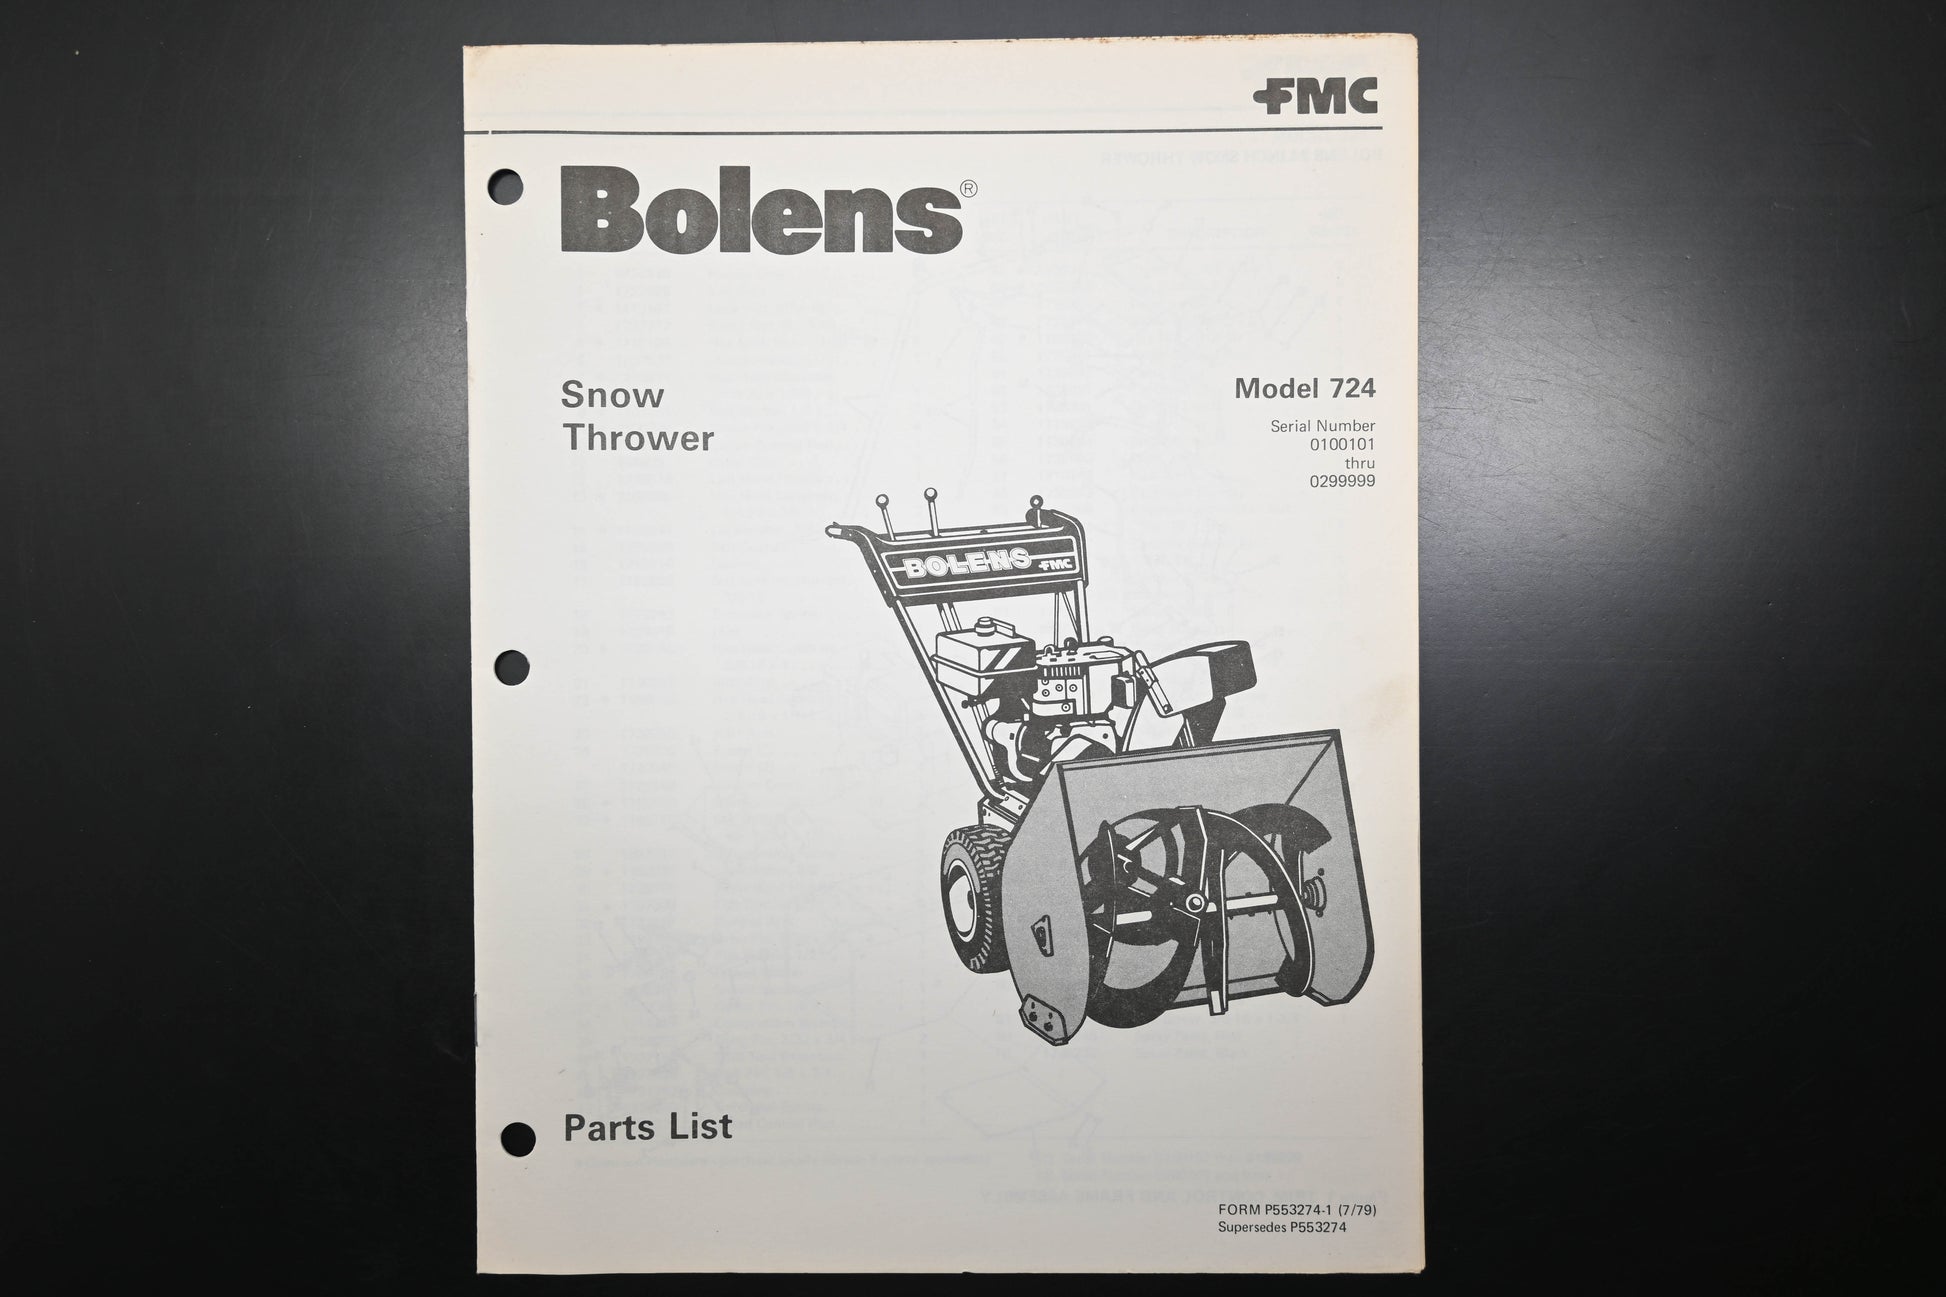 FMC
Bolens®
Snow
Thrower
Model 724
Serial Number
0100101
thru
0299999
BOLENS FMC
Parts List
FORM P553274-1 (7/79)
Supersedes P553274